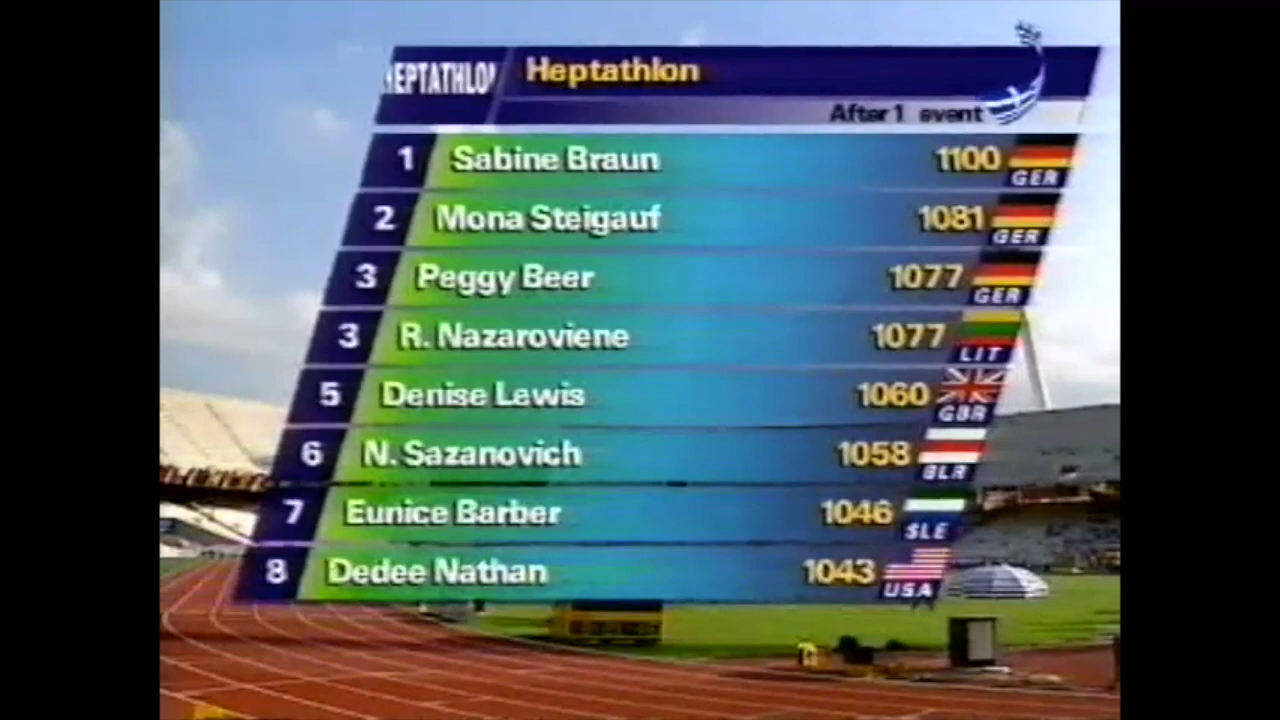 HEPTATHLON
Heptathlon
After 1 event
1 Sabine Braun 1100 GER
2 Mona Steigauf 1081 GER
3 Peggy Beer 1077 GER
3 R. Nazaroviene 1077 LIT
5 Denise Lewis 1060 GBR
6 N. Sazanovich 1058 BLR
7 Eunice Barber 1046 SLE
8 Dedee Nathan 1043 USA